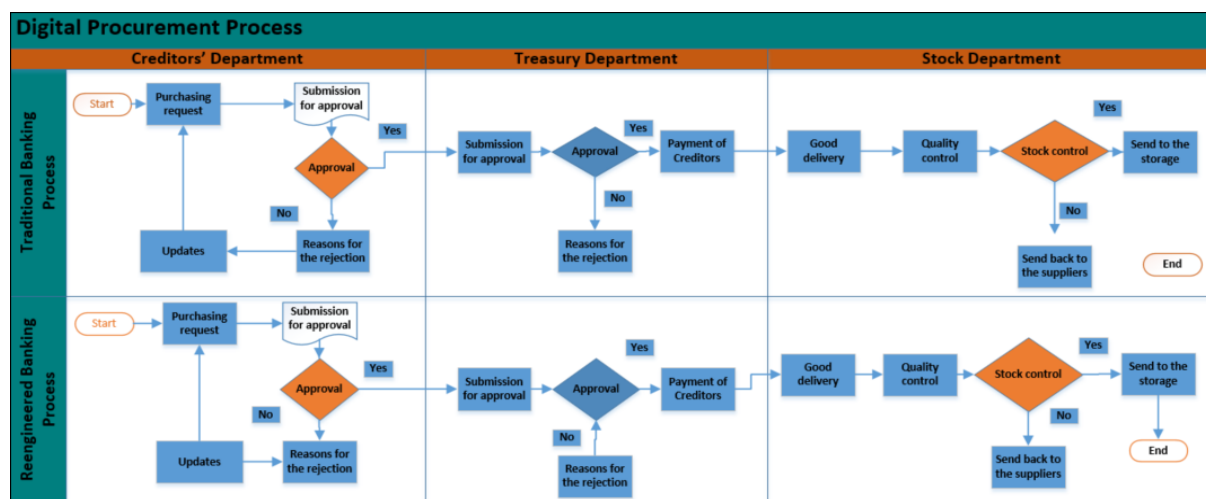 Digital Procurement Process
Creditors' Department
Treasury Department
Stock Department
Traditional Banking
Process
Start
Purchasing
request
Submission
for approval
Yes
Approval
No
Reasons for
the rejection
Updates
Submission
for approval
Approval
Yes
Payment of
Creditors
No
Reasons for
the rejection
Good
delivery
Quality
control
Stock control
Yes
Send to the
storage
No
Send back to
the suppliers
End
Reengineered Banking
Process
Start
Purchasing
request
Submission
for approval
Yes
Approval
No
Reasons for
the rejection
Updates
Submission
for approval
Approval
Yes
Payment of
Creditors
No
Reasons for
the rejection
Good
delivery
Quality
control
Stock control
Yes
Send to the
storage
No
Send back to
the suppliers
End